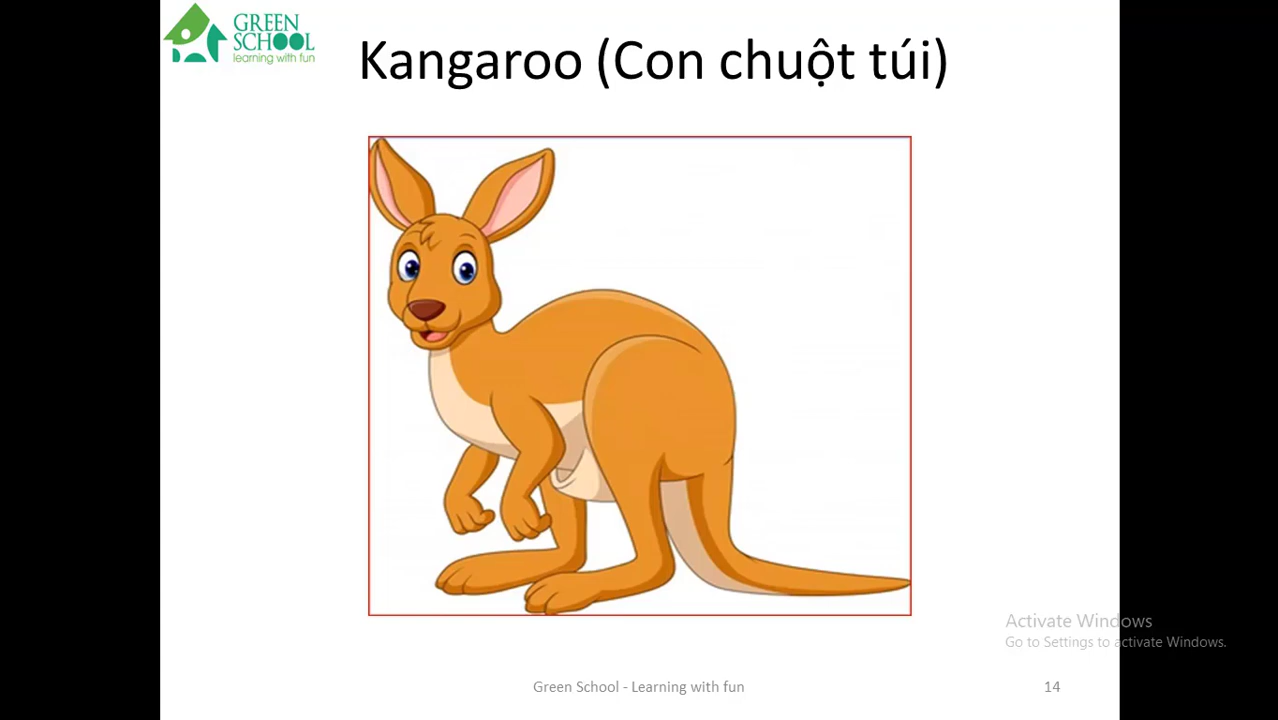 GREEN
SCHOOL
learning with fun
Kangaroo (Con chuột túi)
Activate Windows
Go to Settings to activate Windows.
Green School - Learning with fun
14